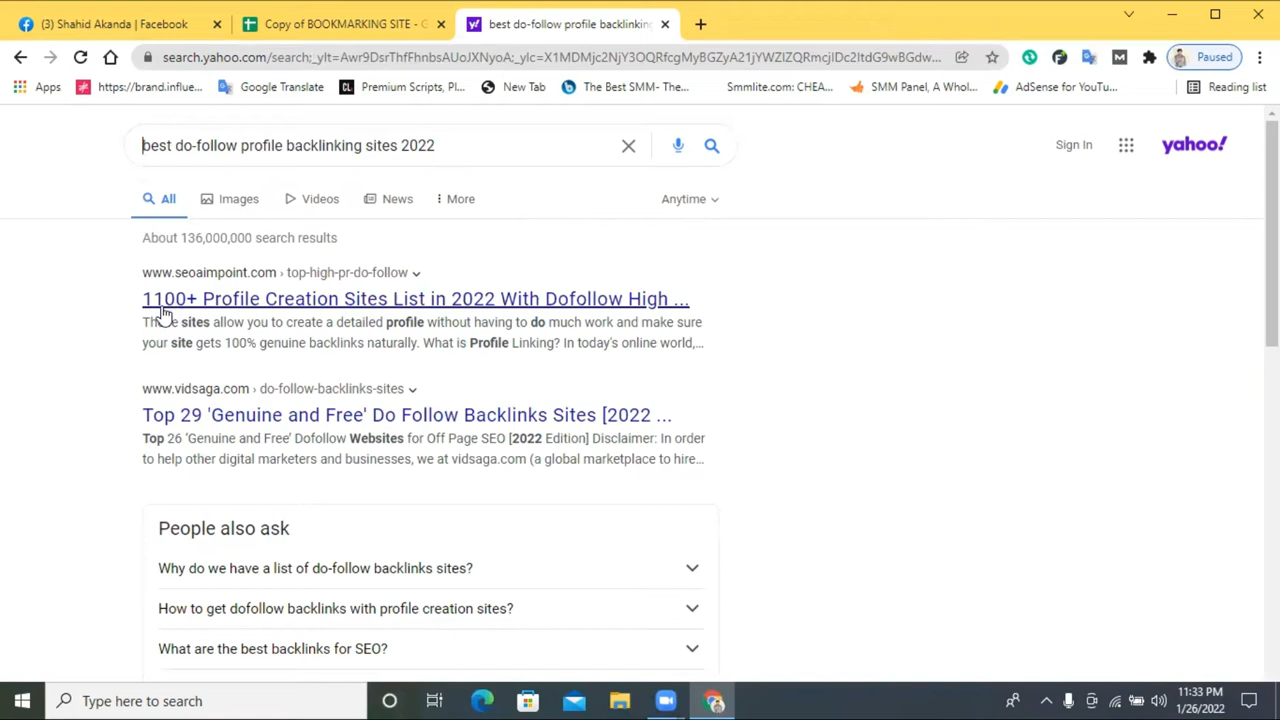 (3) Shahid Akanda | Facebook
Copy of BOOKMARKING SITE - G
best do-follow profile backlinking
search.yahoo.com/search;_ylt=Awr9DsrThfFhnbsAUoJXNyoA;_ylc=X1MDMjc2NjY3OQRfcgMyBGZyA21jYWZlZQRmcjIDc2ItdG9wBGdw...
Paused
Apps
https://brand.influe...
Google Translate
Premium Scripts, Pl...
New Tab
The Best SMM- The...
Smmlite.com: CHEA...
SMM Panel, A Whol...
AdSense for YouTu...
Reading list
best do-follow profile backlinking sites 2022
Sign In
yahoo!
All
Images
Videos
News
More
Anytime
About 136,000,000 search results
www.seoaimpoint.com › top-high-pr-do-follow
1100+ Profile Creation Sites List in 2022 With Dofollow High ...
sites allow you to create a detailed profile without having to do much work and make sure
your site gets 100% genuine backlinks naturally. What is Profile Linking? In today's online world,...
www.vidsaga.com › do-follow-backlinks-sites
Top 29 'Genuine and Free' Do Follow Backlinks Sites [2022 ...
Top 26 'Genuine and Free' Dofollow Websites for Off Page SEO [2022 Edition] Disclaimer: In order
to help other digital marketers and businesses, we at vidsaga.com (a global marketplace to hire...
People also ask
Why do we have a list of do-follow backlinks sites?
How to get dofollow backlinks with profile creation sites?
What are the best backlinks for SEO?
Type here to search
11:33 PM
1/26/2022